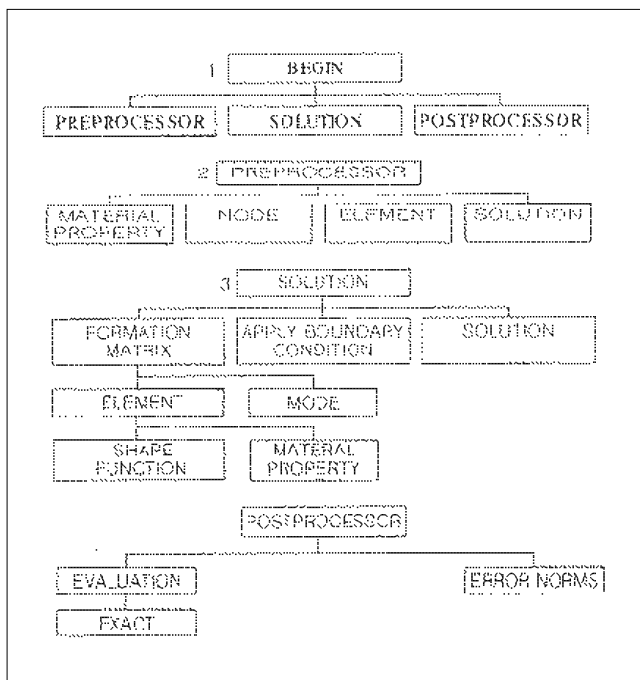 1 BEGIN
PREPROCESSOR SOLUTION POSTPROCESSOR
2 PREPROCESSOR
MATERIAL PROPERTY NODE ELEMENT SOLUTION
3 SOLUTION
FORMATION MATRIX APPLY BOUNDARY CONDITION SOLUTION
ELEMENT MODE
SHAPE FUNCTION MATERAL PROPERTY
POSTPROCESSOR
EVALUATION ERROR NORMS
EXACT